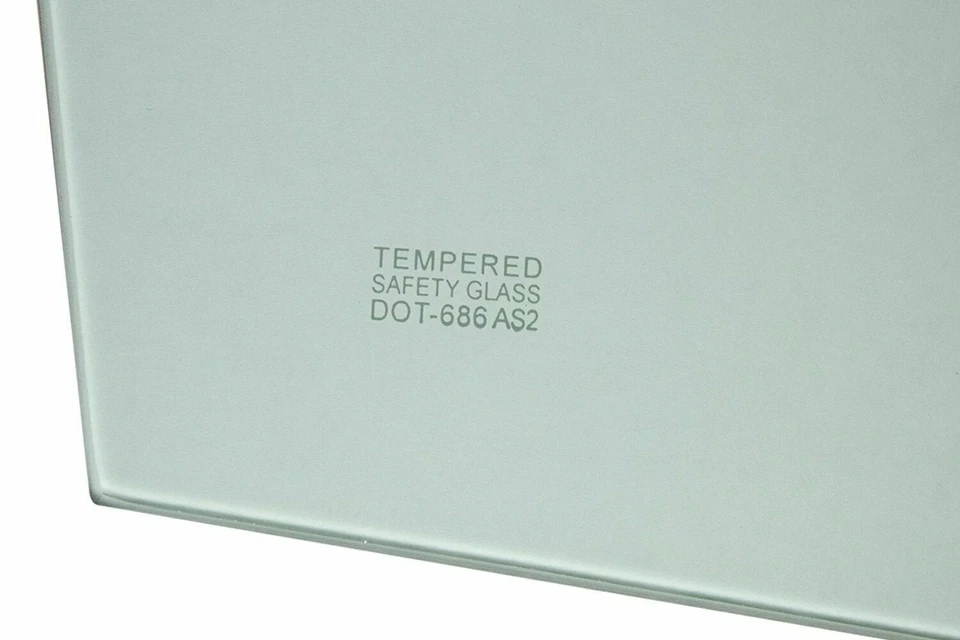 TEMPERED
SAFETY GLASS
DOT-686 AS2